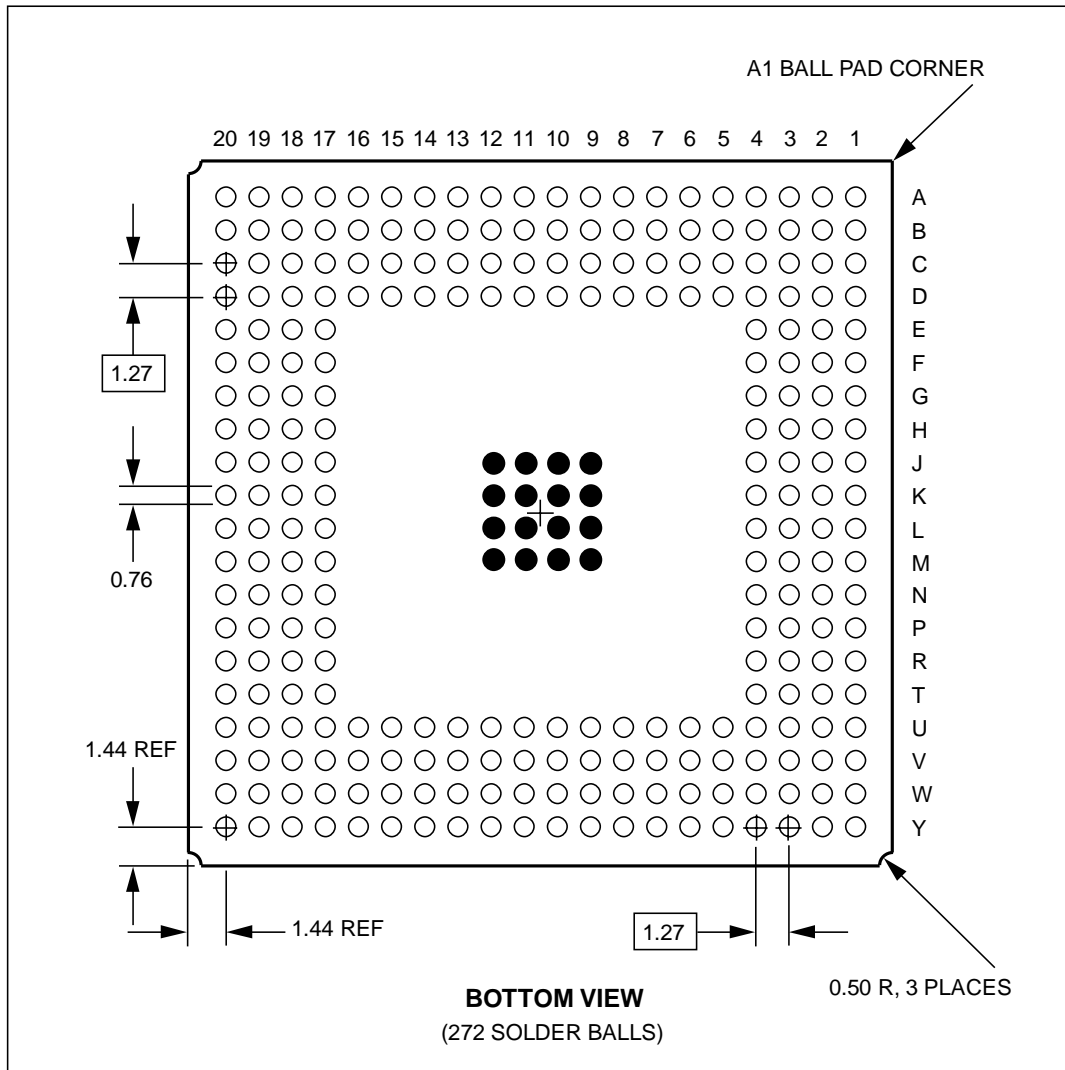 A1 BALL PAD CORNER
20 19 18 17 16 15 14 13 12 11 10 9 8 7 6 5 4 3 2 1
A
B
C
D
E
1.27
F
G
H
J
K
L
0.76
M
N
P
R
T
U
1.44 REF
V
W
Y
1.44 REF
1.27
0.50 R, 3 PLACES
BOTTOM VIEW
(272 SOLDER BALLS)